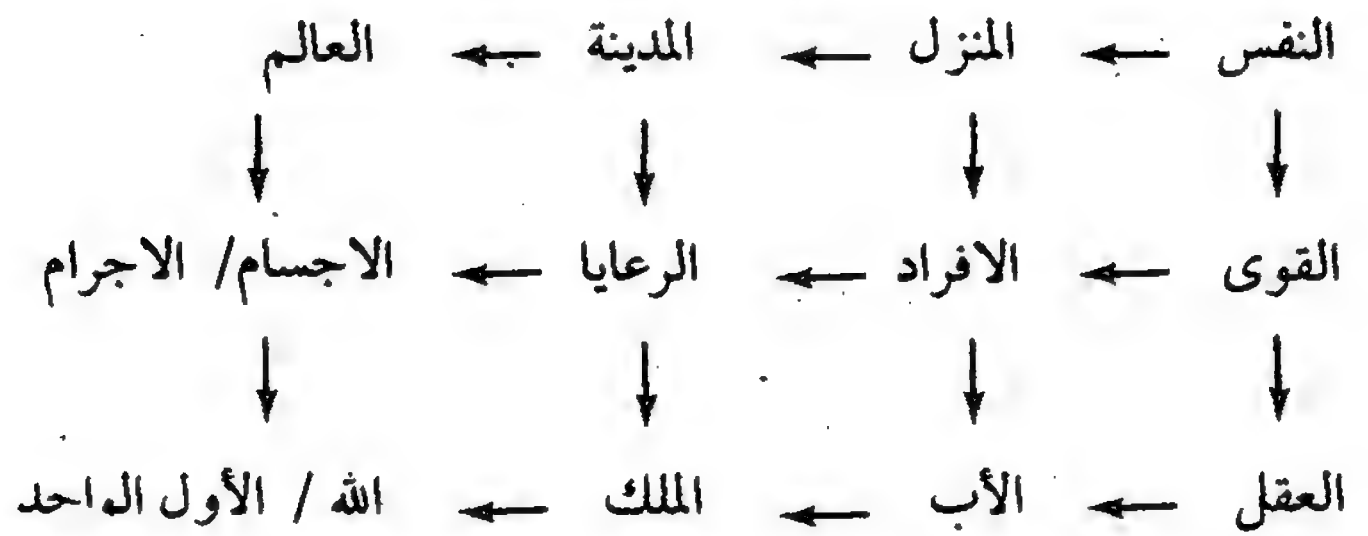 النفس ← المنزل ← المدينة ← العالم
القوى ← الافراد ← الرعايا ← الاجسام / الاجرام
العقل ← الأب ← الملك ← الله / الأول الواحد